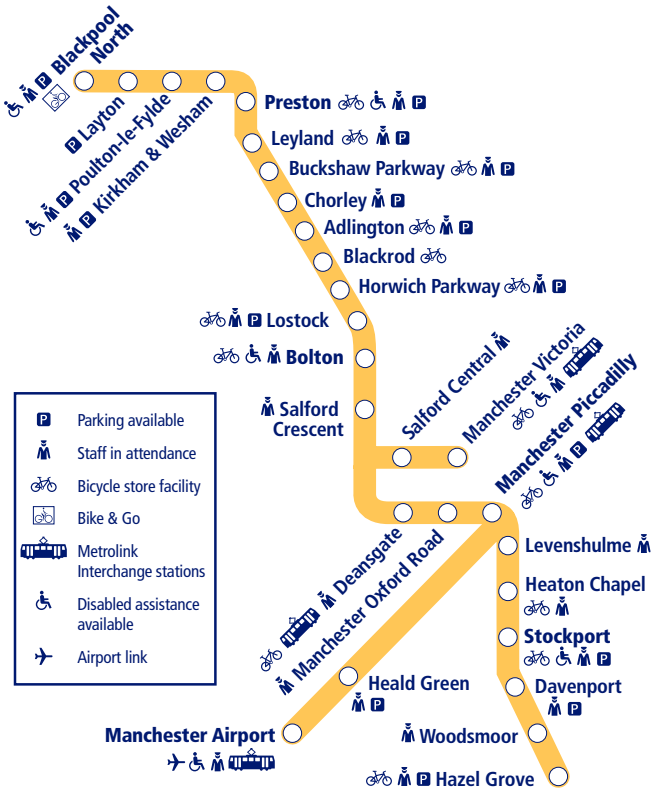 Blackpool
North
P Layton
P Poulton-le-Fylde
P Kirkham & Wesham
Preston P
Leyland P
Buckshaw Parkway P
Chorley P
Adlington P
Blackrod
Horwich Parkway P
P Lostock
Bolton
Salford
Crescent
Salford Central
Manchester Victoria
Manchester Piccadilly
P
Deansgate
Manchester Oxford Road
Levenshulme
Heaton Chapel
Stockport
P
Davenport
P
Woodsmoor
P Hazel Grove
Heald Green
P
Manchester Airport
P Parking available
Staff in attendance
Bicycle store facility
Bike & Go
Metrolink
Interchange stations
Disabled assistance
available
Airport link